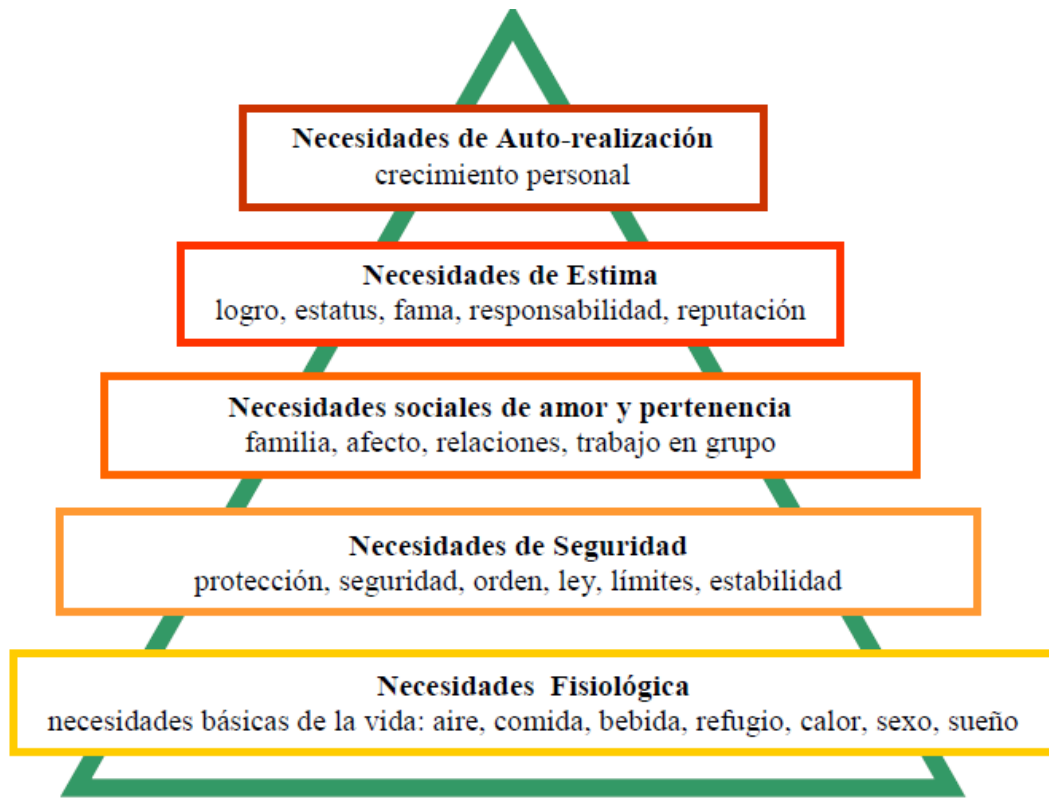 Necesidades de Auto-realización
crecimiento personal
Necesidades de Estima
logro, estatus, fama, responsabilidad, reputación
Necesidades sociales de amor y pertenencia
familia, afecto, relaciones, trabajo en grupo
Necesidades de Seguridad
protección, seguridad, orden, ley, límites, estabilidad
Necesidades Fisiológica
necesidades básicas de la vida: aire, comida, bebida, refugio, calor, sexo, sueño